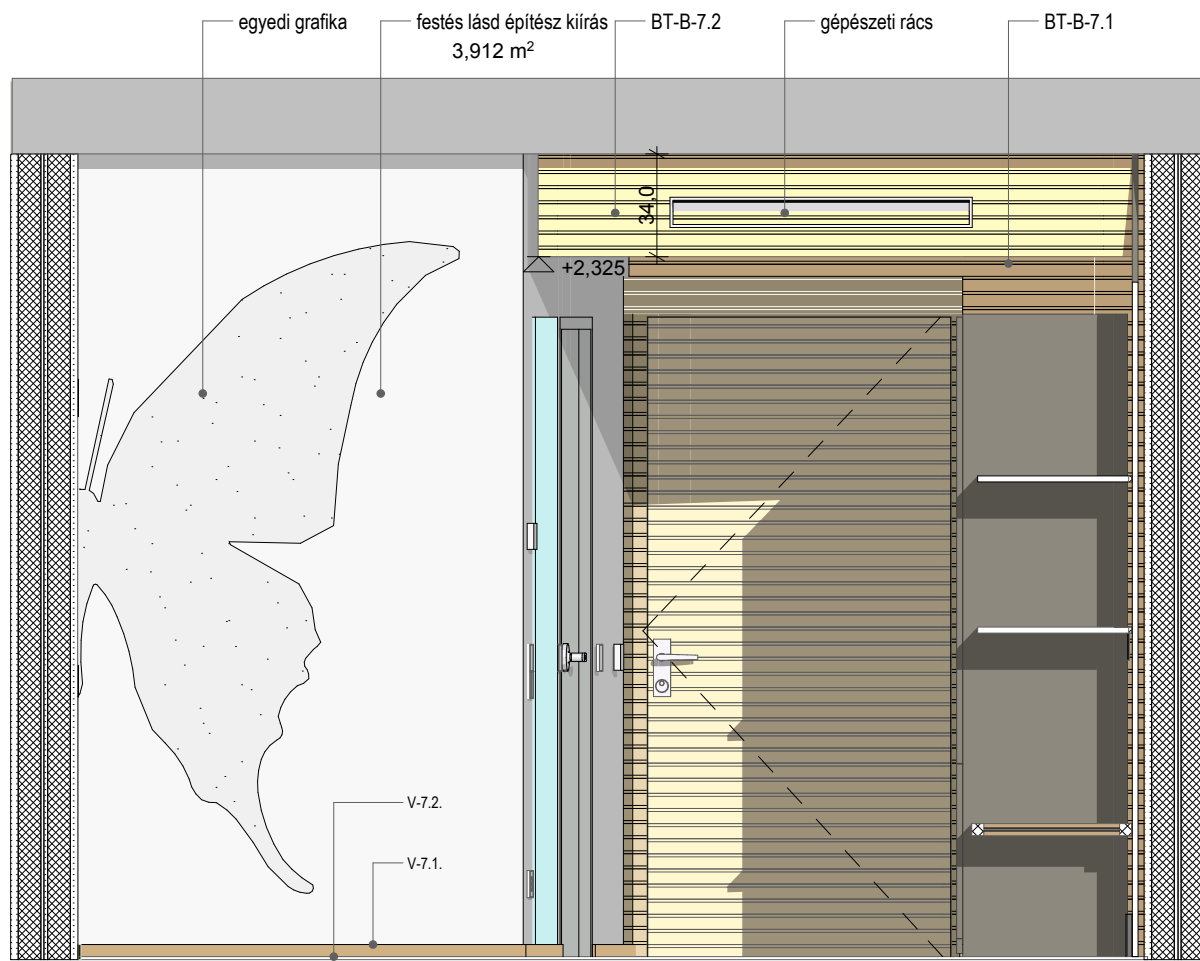 egyedi grafika
festés lásd építész kiírás
3,912 m²
BT-B-7.2
gépészeti rács
BT-B-7.1
34,0
+2,325
V-7.2.
V-7.1.